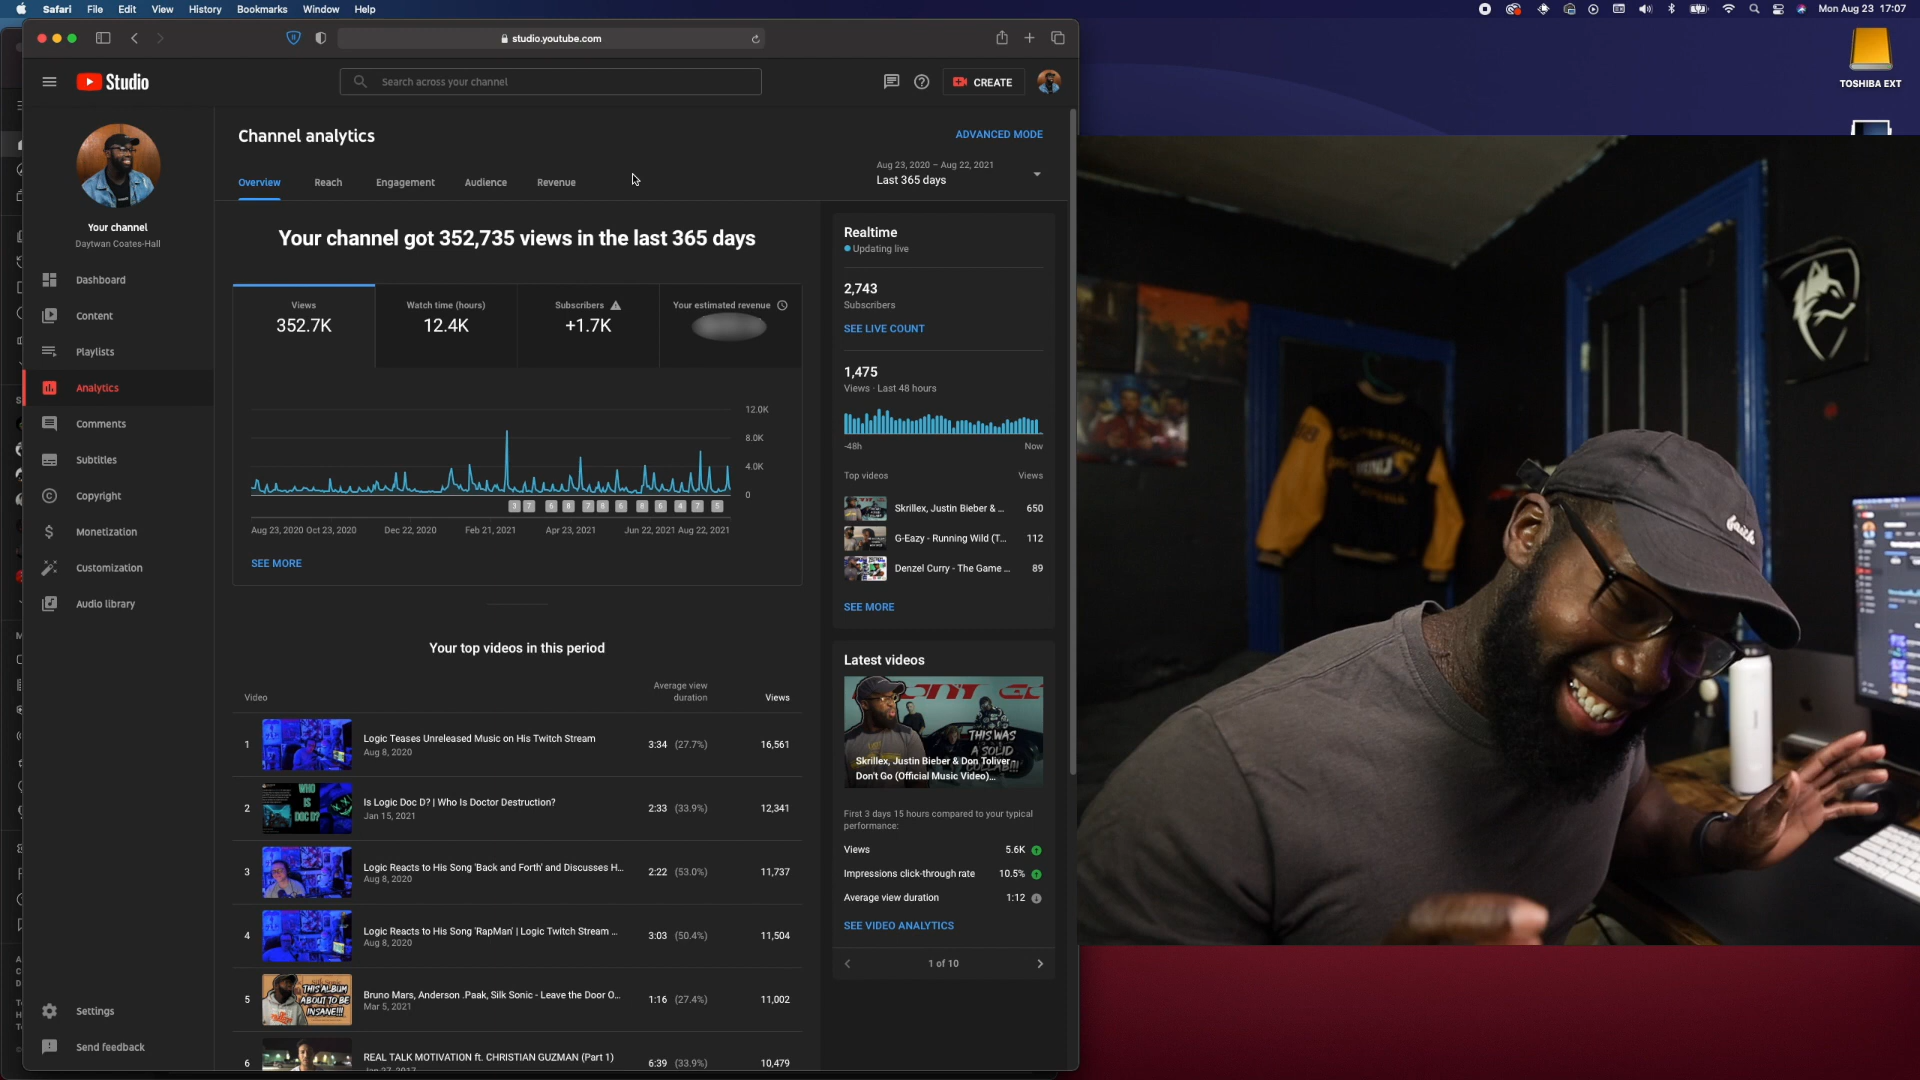 Safari File Edit View History Bookmarks Window Help
Mon Aug 23 17:07
studio.youtube.com
Studio
Search across your channel
CREATE
TOSHIBA EXT
Your channel
Daytwan Coates-Hall
Dashboard
Content
Playlists
Analytics
Comments
Subtitles
Copyright
Monetization
Customization
Audio library
Settings
Send feedback
Channel analytics
ADVANCED MODE
Overview Reach Engagement Audience Revenue
Aug 23, 2020 – Aug 22, 2021
Last 365 days
Your channel got 352,735 views in the last 365 days
Views
352.7K
Watch time (hours)
12.4K
Subscribers
+1.7K
Your estimated revenue
12.0K
8.0K
4.0K
0
3 7 6 8 7 8 6 8 6 4 7 5
Aug 23, 2020 Oct 23, 2020 Dec 22, 2020 Feb 21, 2021 Apr 23, 2021 Jun 22, 2021 Aug 22, 2021
SEE MORE
Your top videos in this period
Video
Average view
duration
Views
1 Logic Teases Unreleased Music on His Twitch Stream 3:34 (27.7%) 16,561
Aug 8, 2020
WHO
IS
DOC D?
2 Is Logic Doc D? | Who Is Doctor Destruction? 2:33 (33.9%) 12,341
Jan 15, 2021
3 Logic Reacts to His Song 'Back and Forth' and Discusses H... 2:22 (53.0%) 11,737
Aug 8, 2020
4 Logic Reacts to His Song 'RapMan' | Logic Twitch Stream ... 3:03 (50.4%) 11,504
Aug 8, 2020
THIS ALBUM
ABOUT TO BE
INSANE!!!
5 Bruno Mars, Anderson .Paak, Silk Sonic - Leave the Door O... 1:16 (27.4%) 11,002
Mar 5, 2021
6 REAL TALK MOTIVATION ft. CHRISTIAN GUZMAN (Part 1) 6:39 (33.9%) 10,479
Jan 27, 2017
Realtime
Updating live
2,743
Subscribers
SEE LIVE COUNT
1,475
Views · Last 48 hours
-48h Now
Top videos Views
Skrillex, Justin Bieber & ... 650
G-Eazy - Running Wild (T... 112
Denzel Curry - The Game ... 89
SEE MORE
Latest videos
THIS WAS
A SOLID
COLLAB!!!
Skrillex, Justin Bieber & Don Toliver -
Don't Go (Official Music Video)...
First 3 days 15 hours compared to your typical
performance:
Views 5.6K
Impressions click-through rate 10.5%
Average view duration 1:12
SEE VIDEO ANALYTICS
1 of 10
faith